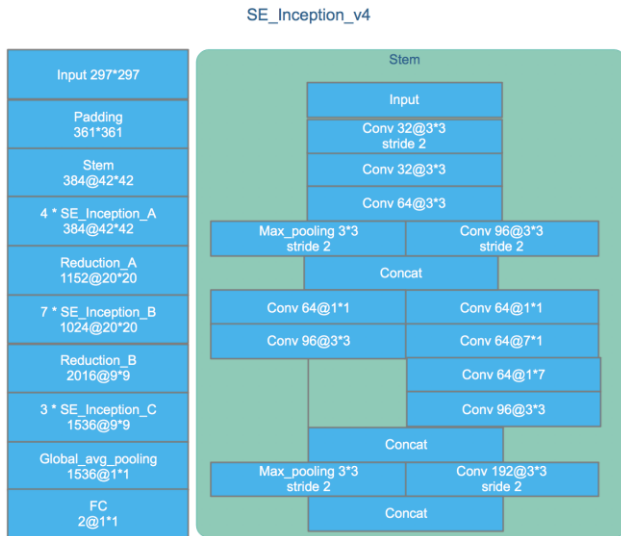 SE_Inception_v4
Input 297*297
Padding
361*361
Stem
384@42*42
4 * SE_Inception_A
384@42*42
Reduction_A
1152@20*20
7 * SE_Inception_B
1024@20*20
Reduction_B
2016@9*9
3 * SE_Inception_C
1536@9*9
Global_avg_pooling
1536@1*1
FC
2@1*1
Stem
Input
Conv 32@3*3
stride 2
Conv 32@3*3
Conv 64@3*3
Max_pooling 3*3
stride 2
Conv 96@3*3
stride 2
Concat
Conv 64@1*1
Conv 64@1*1
Conv 96@3*3
Conv 64@7*1
Conv 64@1*7
Conv 96@3*3
Concat
Max_pooling 3*3
stride 2
Conv 192@3*3
sride 2
Concat